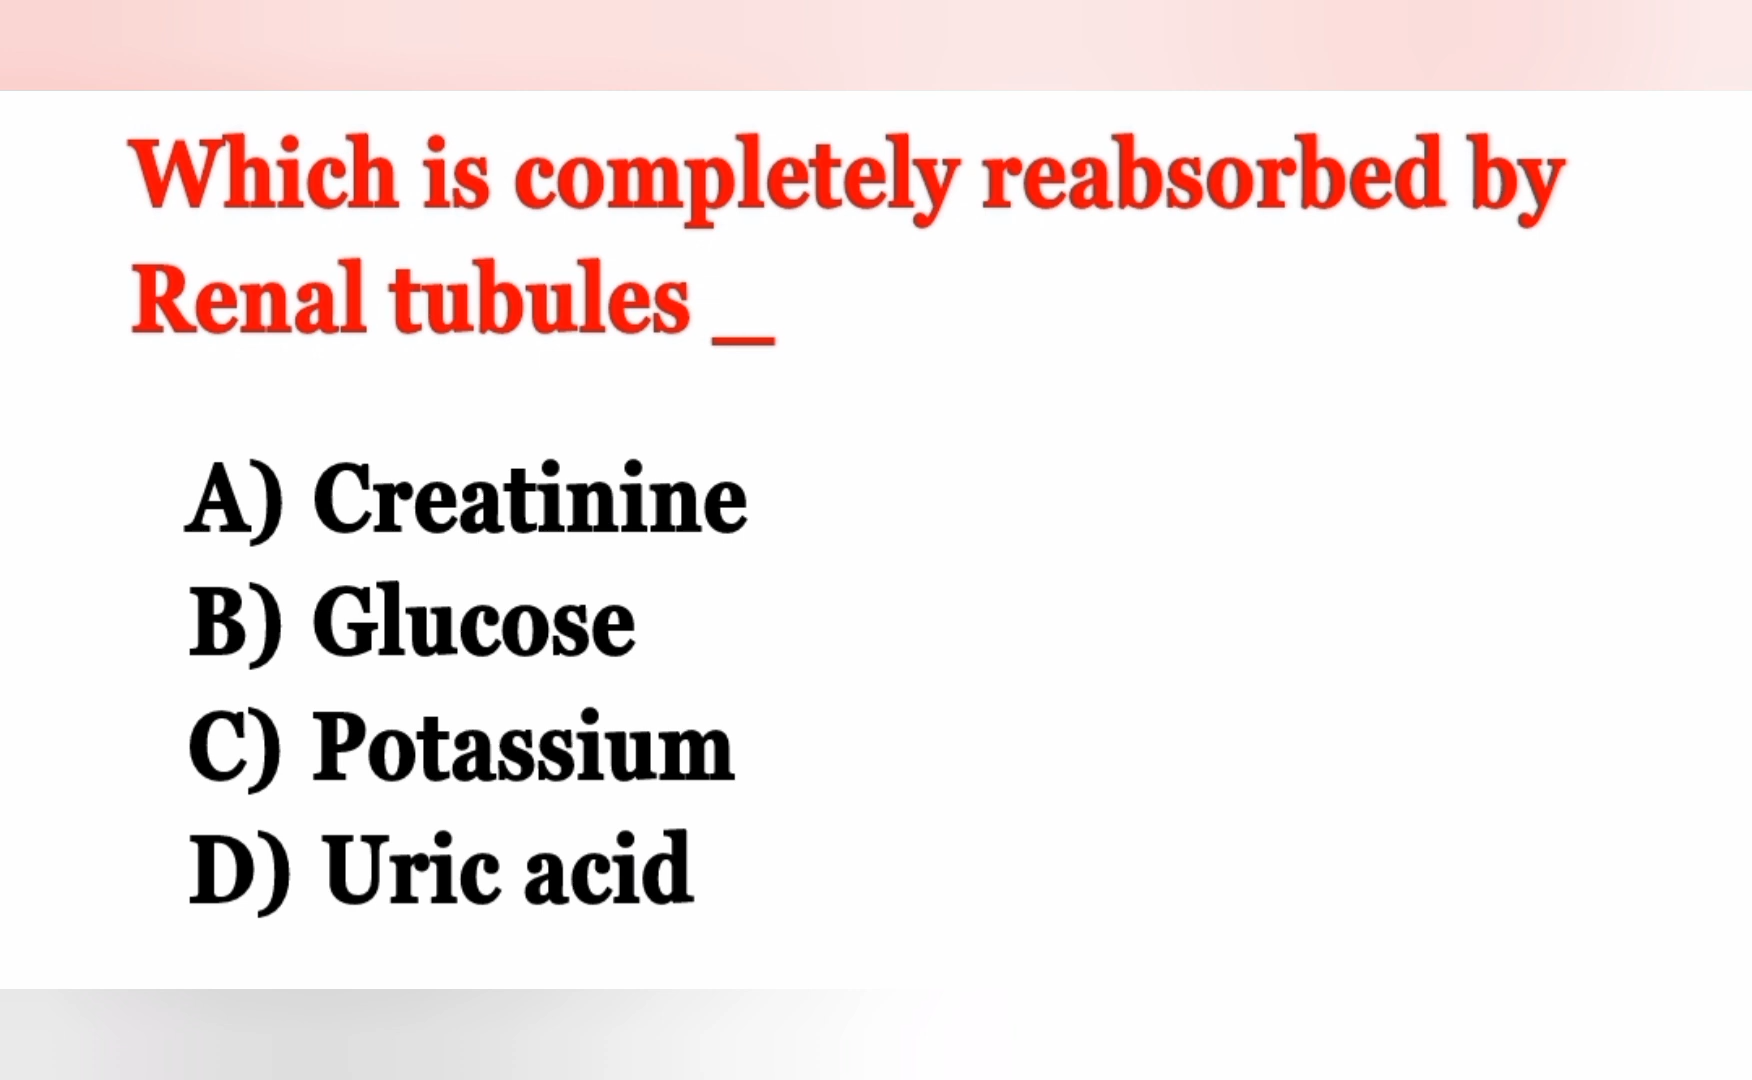 Which is completely reabsorbed by
Renal tubules _
A) Creatinine
B) Glucose
C) Potassium
D) Uric acid